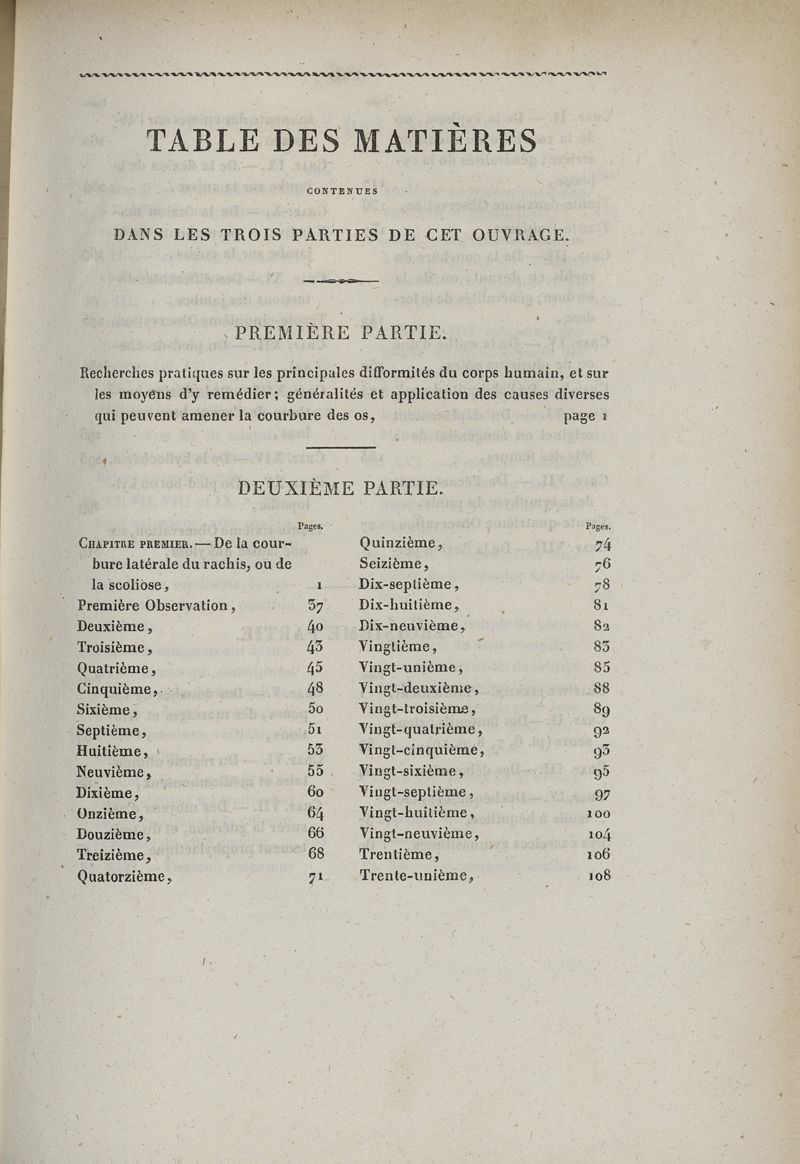 TABLE DES MATIÈRES
CONTENUES
DANS LES TROIS PARTIES DE CET OUVRAGE.
PREMIÈRE PARTIE.
Recherches pratiques sur les principales difformités du corps humain, et sur
les moyens d'y remédier; généralités et application des causes diverses
qui peuvent amener la courbure des os, page 1
DEUXIÈME PARTIE.
Pages.
CHAPITRE PREMIER. — De la cour-
bure latérale du rachis, ou de
la scoliose, 1
Première Observation, 37
Deuxième, 40
Troisième, 43
Quatrième, 45
Cinquième, 48
Sixième, 50
Septième, 51
Huitième, 53
Neuvième, 55
Dixième, 60
Onzième, 64
Douzième, 66
Treizième, 68
Quatorzième, 71
Pages.
Quinzième, 74
Seizième, 76
Dix-septième, 78
Dix-huitième, 81
Dix-neuvième, 82
Vingtième, 83
Vingt-unième, 85
Vingt-deuxième, 88
Vingt-troisième, 89
Vingt-quatrième, 92
Vingt-cinquième, 93
Vingt-sixième, 95
Vingt-septième, 97
Vingt-huitième, 100
Vingt-neuvième, 104
Trentième, 106
Trente-unième, 108